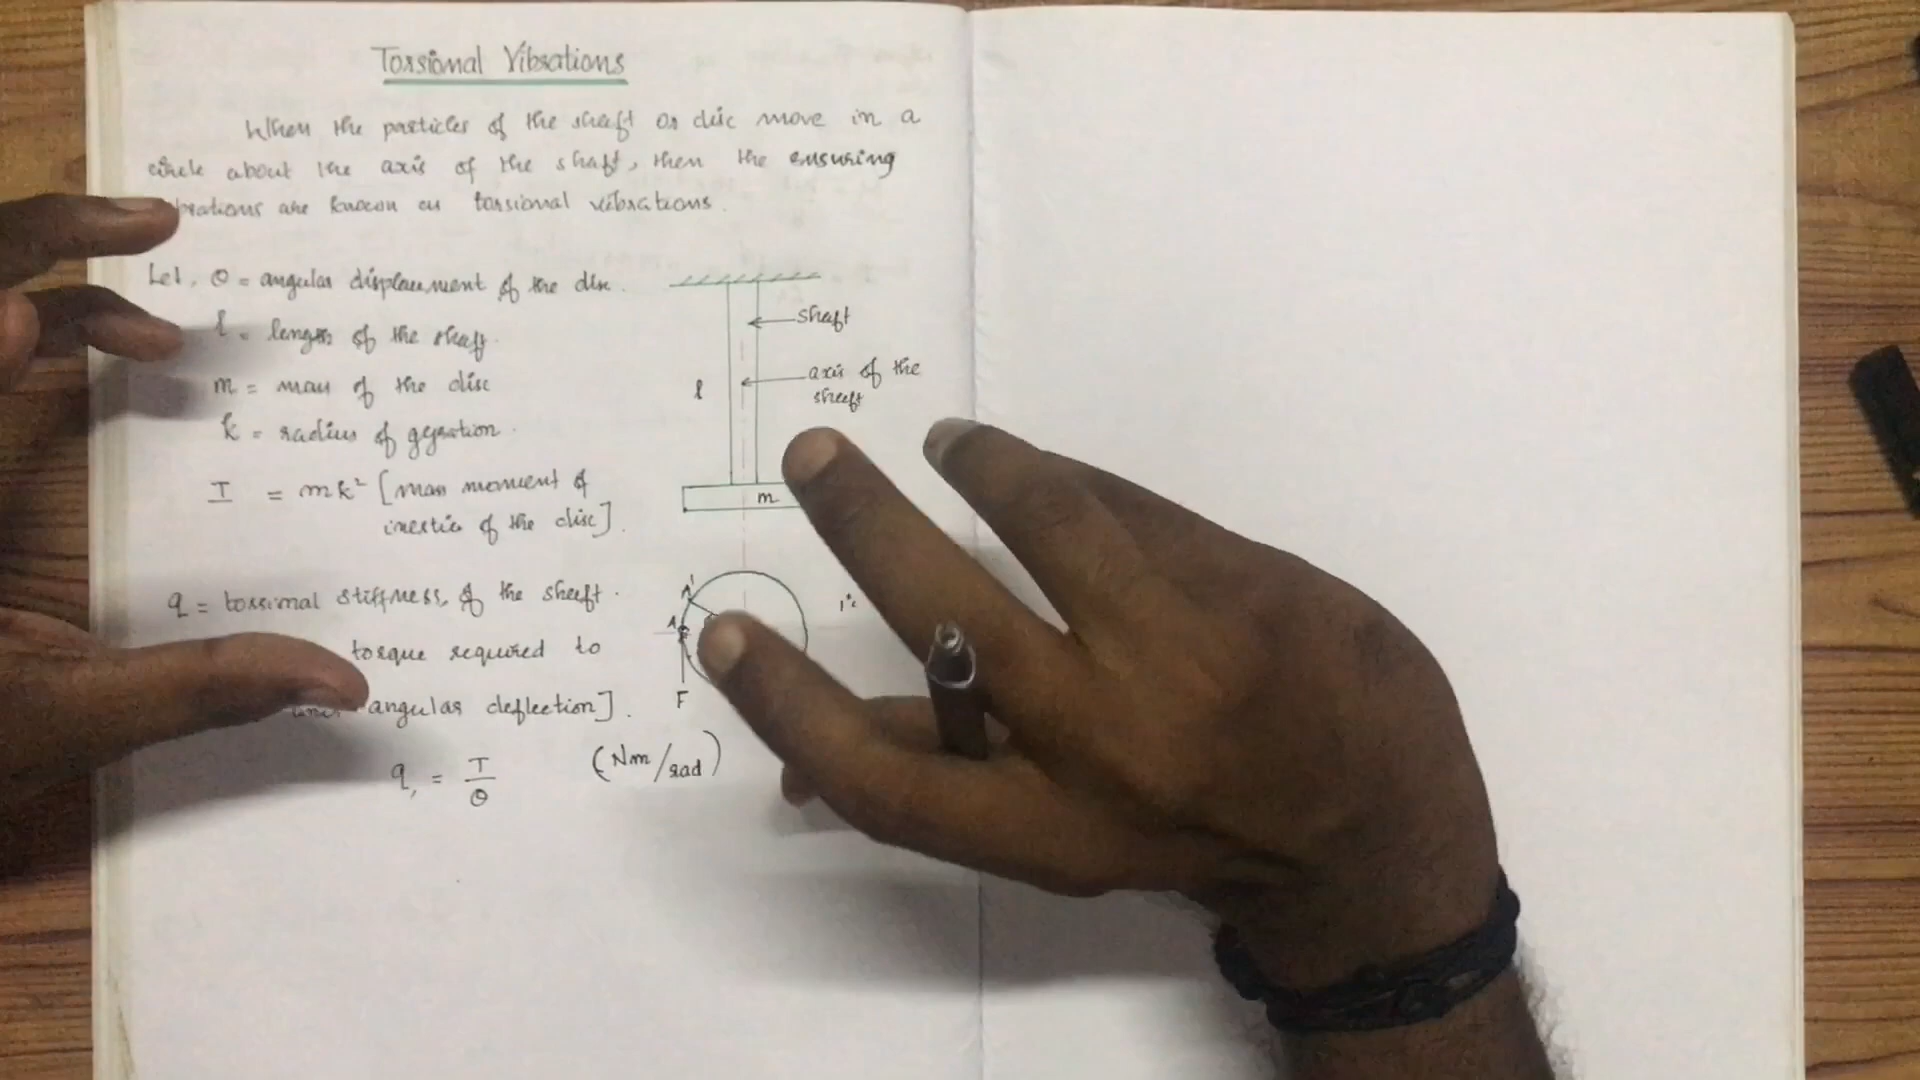 Torsional Vibrations
When the particles of the shaft or disc move in a
circle about the axis of the shaft, then the ensuring
brations are known as torsional vibrations.
Let, θ = angular displacement of the disc.
l = length of the shaft.
m = mass of the disc
k = radius of gyration.
I = mk² [mass moment of
inertia of the disc].
q = torsional stiffness, of the shaft.
torque required to
angular deflection].
q = T/θ (Nm/rad)
shaft
axis of the
shaft
l
m
A'
A
F